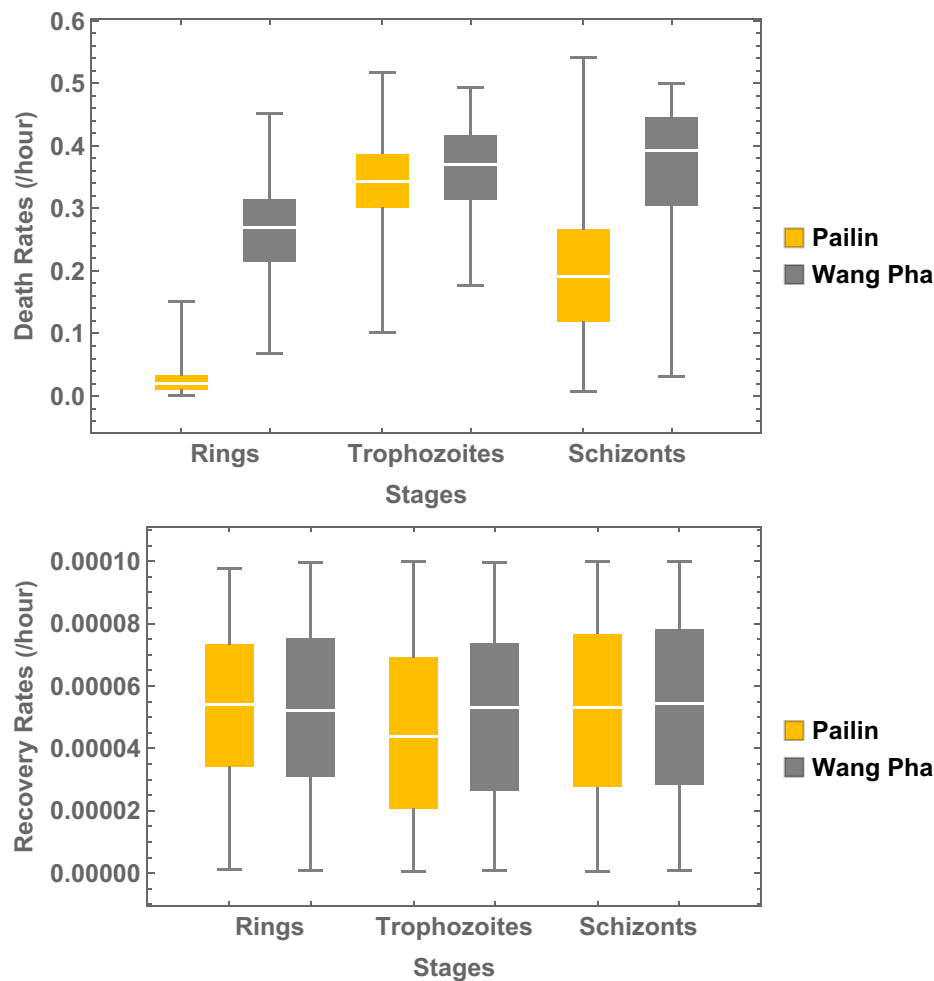 Death Rates (/hour)
0.6
0.5
0.4
0.3
0.2
0.1
0.0
Rings
Trophozoites
Schizonts
Stages
Pailin
Wang Pha
Recovery Rates (/hour)
0.00010
0.00008
0.00006
0.00004
0.00002
0.00000
Rings
Trophozoites
Schizonts
Stages
Pailin
Wang Pha